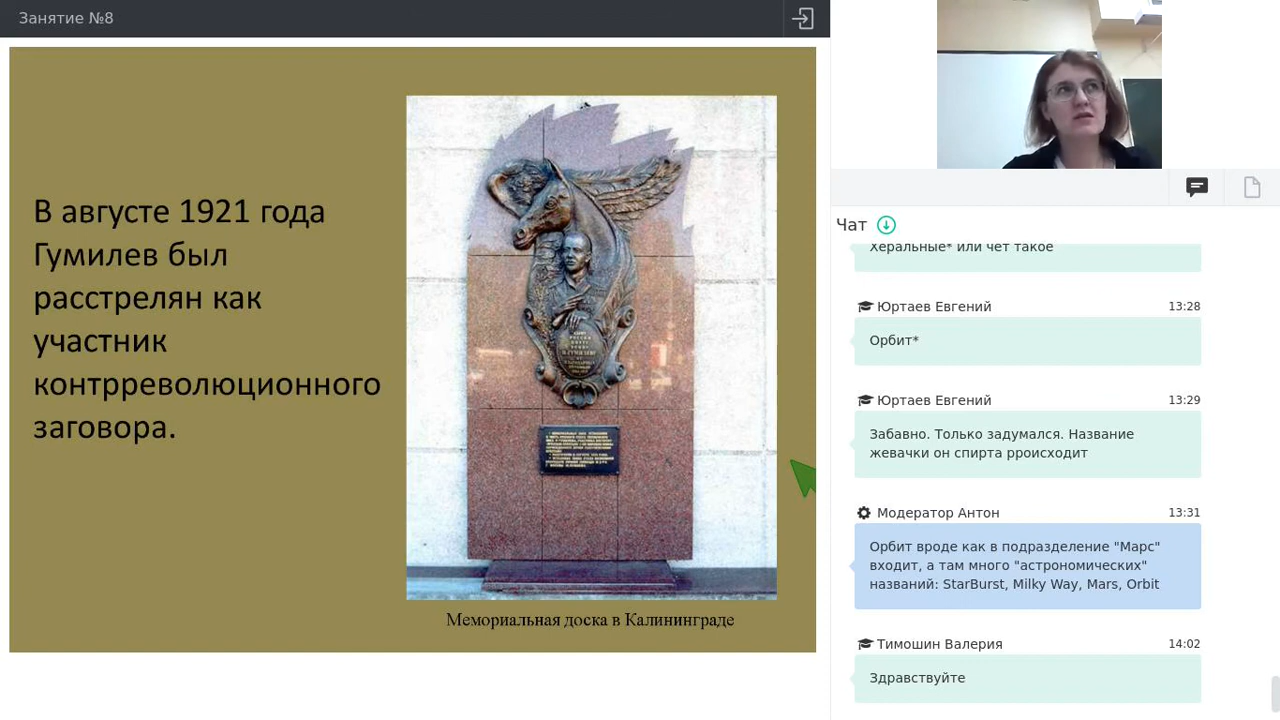 Занятие №8
В августе 1921 года
Гумилев был
расстрелян как
участник
контрреволюционного
заговора.
Мемориальная доска в Калининграде
Чат
Херальные* или чет такое
Юртаев Евгений 13:28
Орбит*
Юртаев Евгений 13:29
Забавно. Только задумался. Название
жевачки он спирта рроисходит
Модератор Антон 13:31
Орбит вроде как в подразделение "Марс"
входит, а там много "астрономических"
названий: StarBurst, Milky Way, Mars, Orbit
Тимошин Валерия 14:02
Здравствуйте